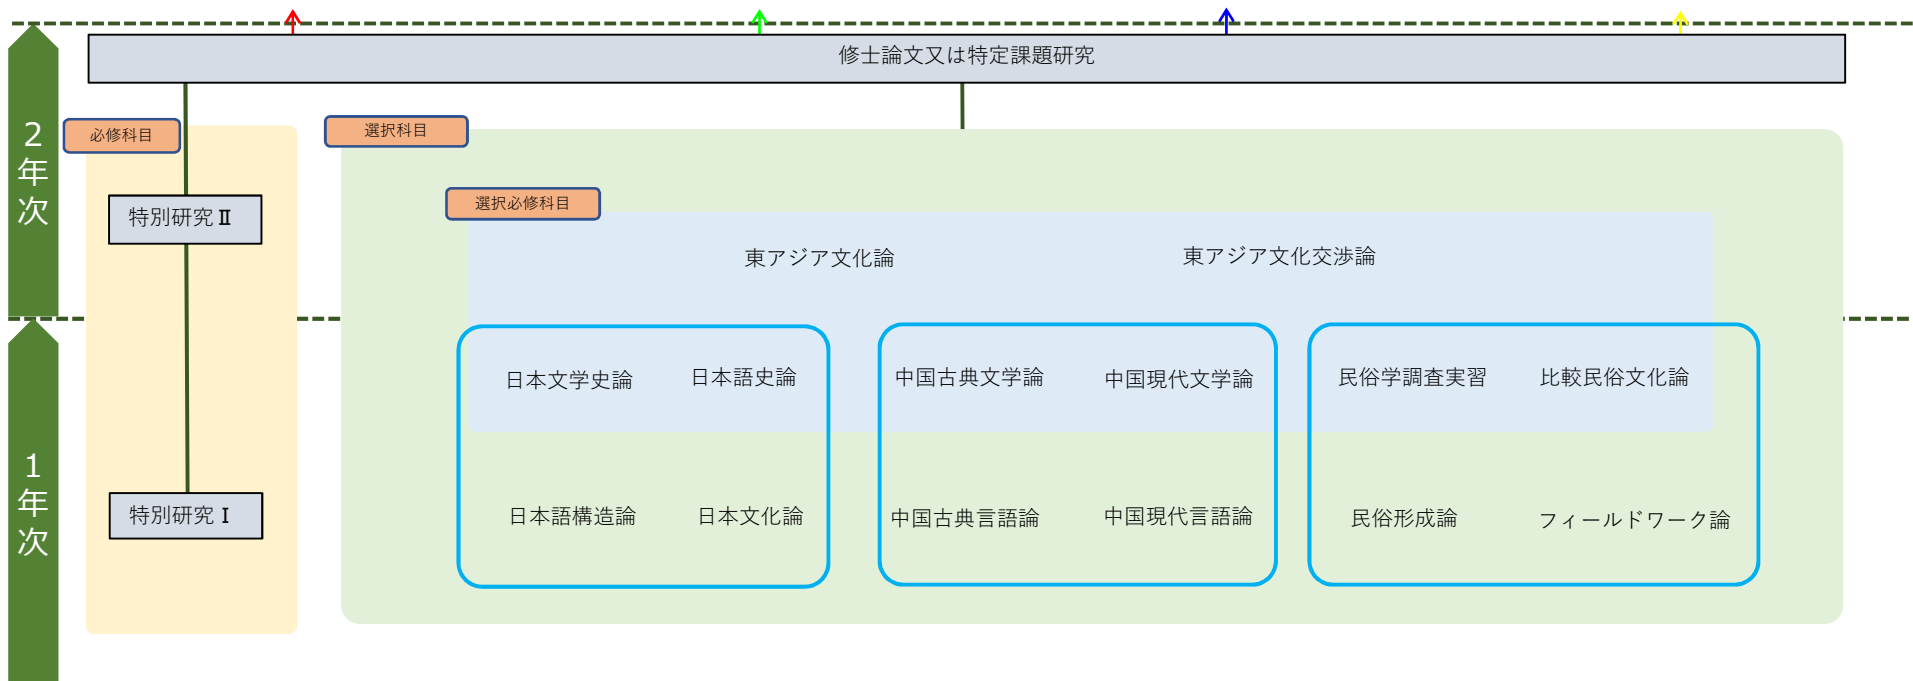 修士論文又は特定課題研究
2年次
必修科目
選択科目
選択必修科目
特別研究Ⅱ
東アジア文化論
東アジア文化交渉論
1年次
日本文学史論
日本語史論
中国古典文学論
中国現代文学論
民俗学調査実習
比較民俗文化論
特別研究Ⅰ
日本語構造論
日本文化論
中国古典言語論
中国現代言語論
民俗形成論
フィールドワーク論